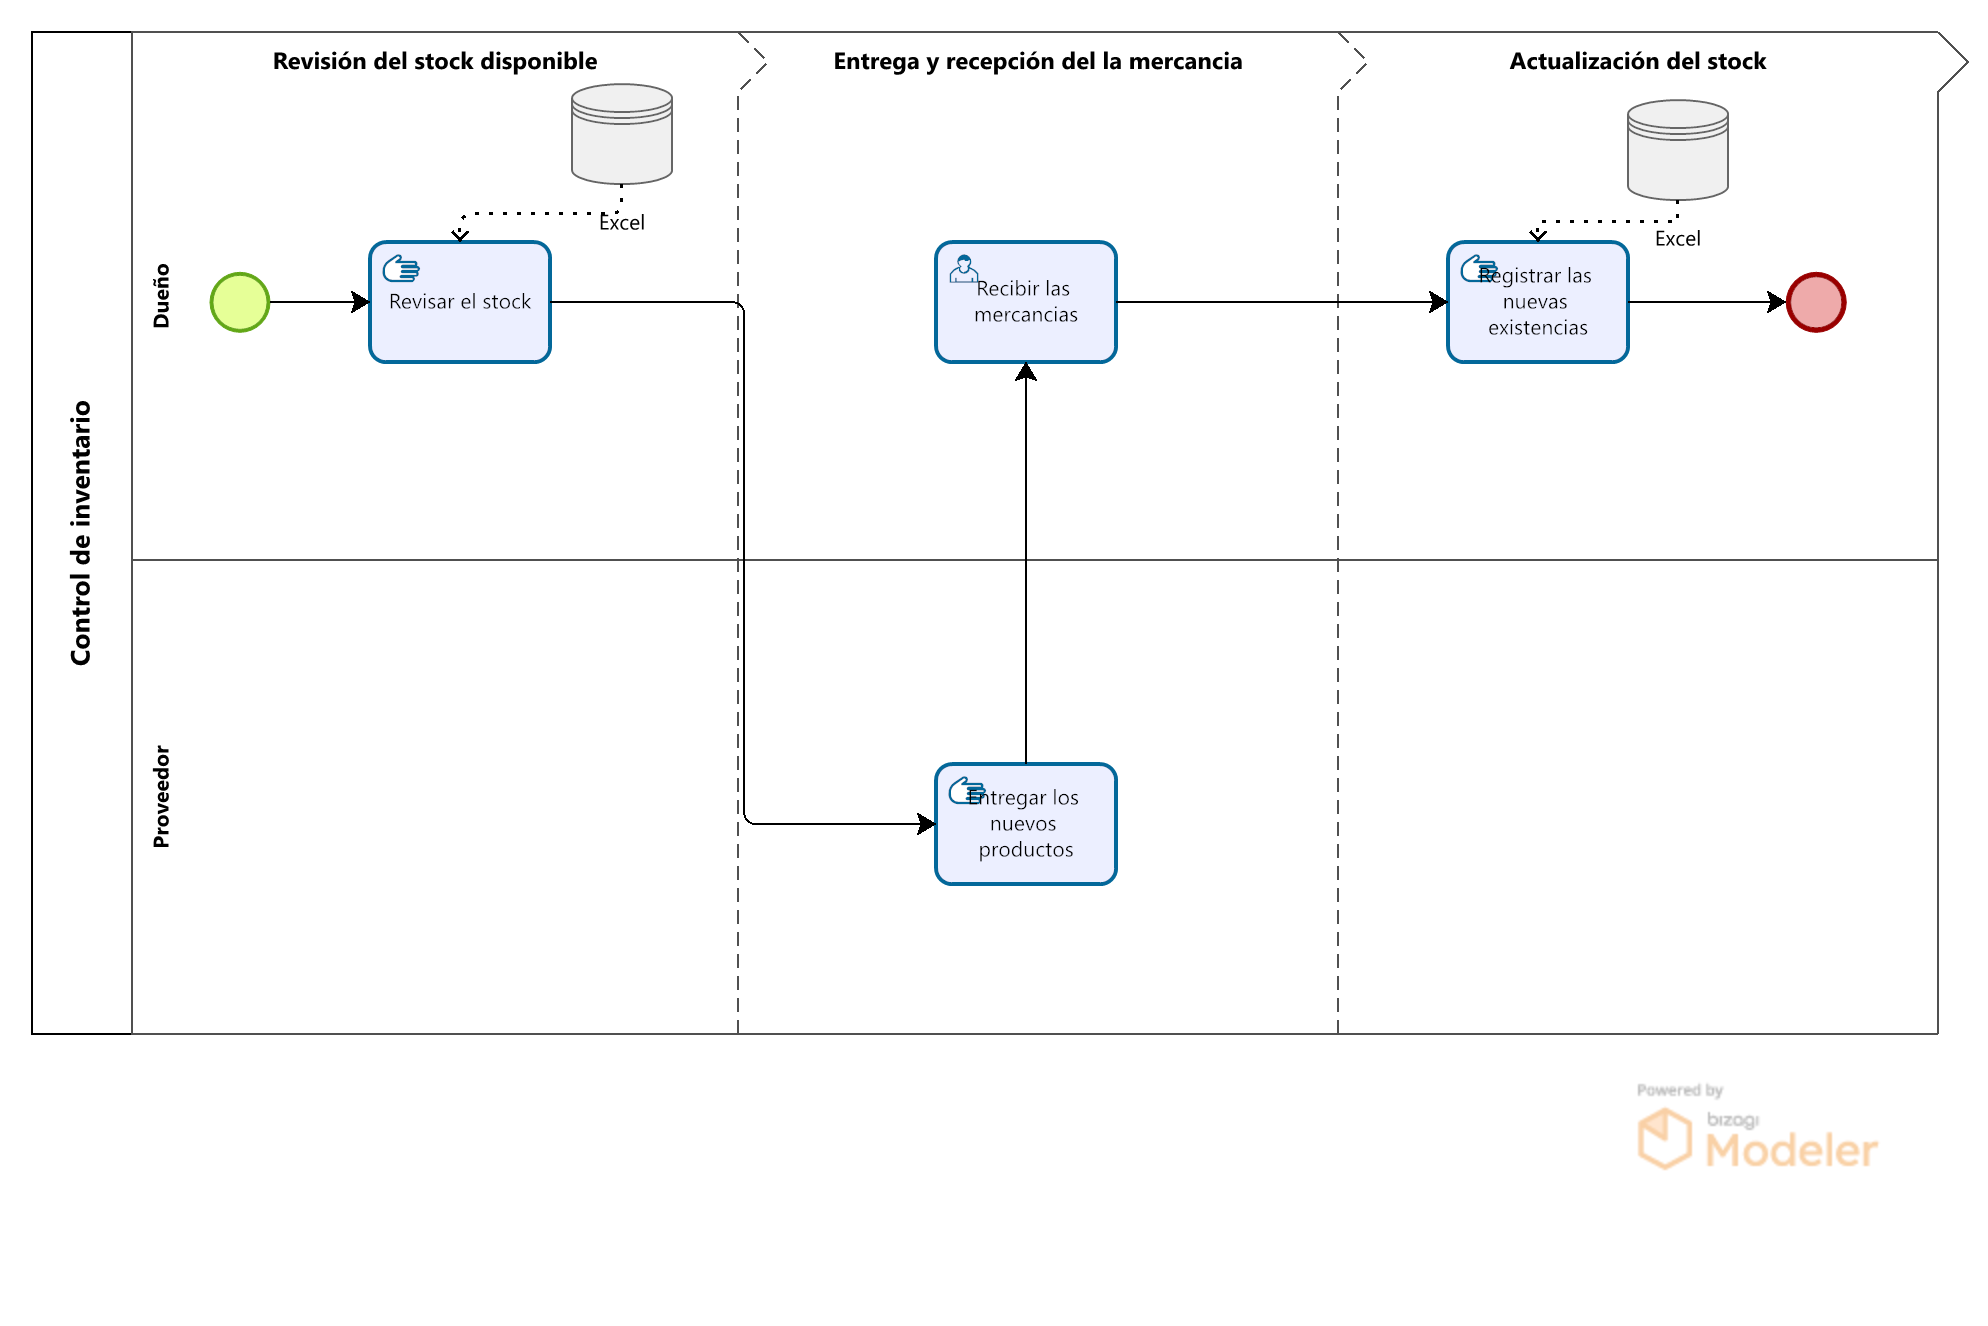 Revisión del stock disponible
Entrega y recepción del la mercancia
Actualización del stock
Control de inventario
Dueño
Excel
Revisar el stock
Recibir las
mercancias
Excel
Registrar las
nuevas
existencias
Proveedor
Entregar los
nuevos
productos
Powered by
bizagi
Modeler